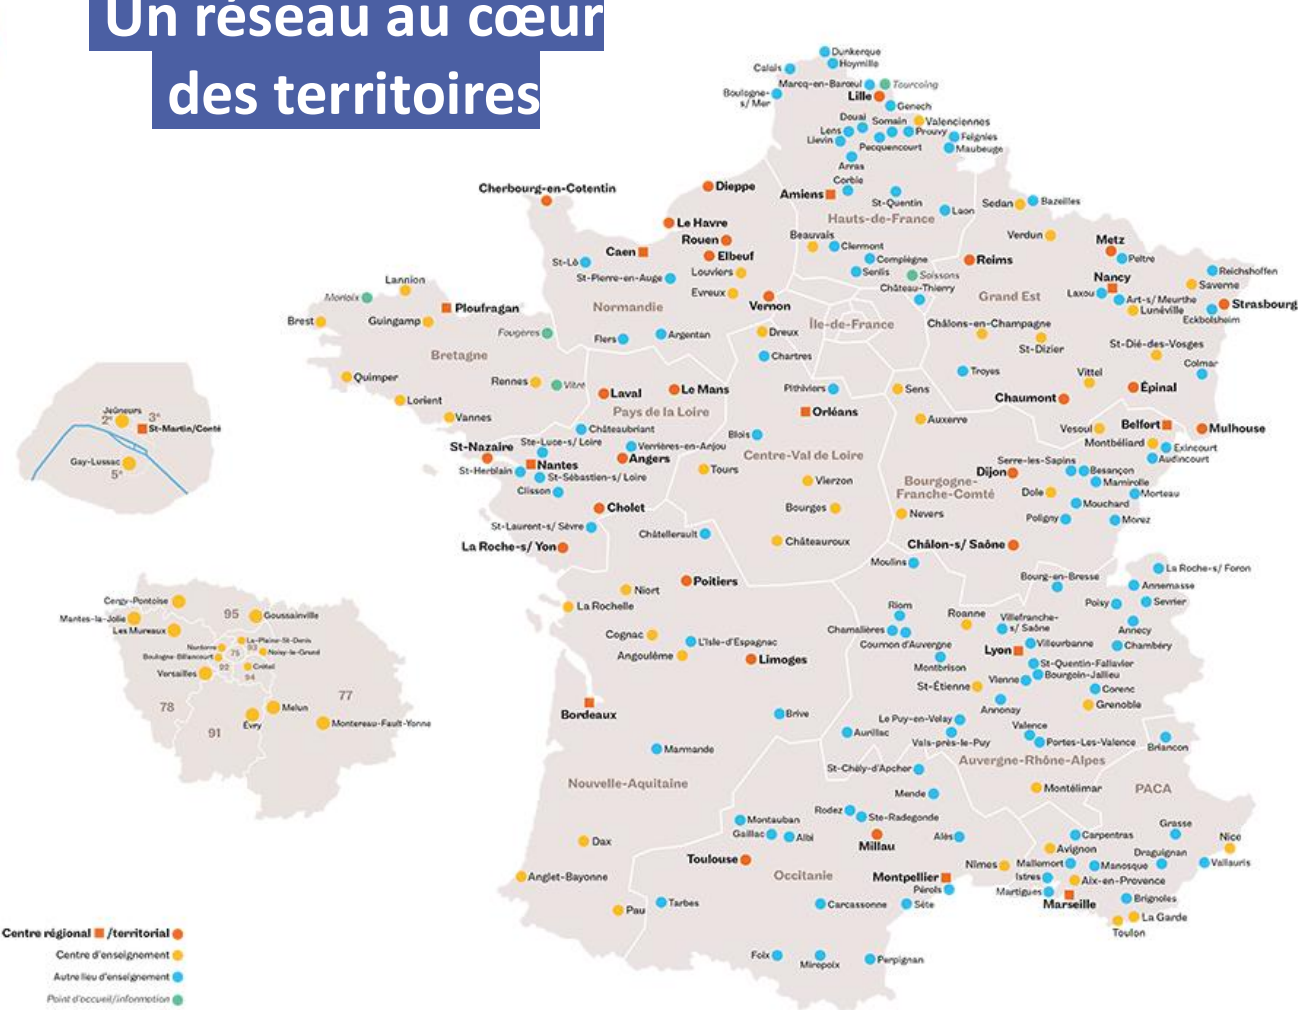 Un réseau au cœur
des territoires
Dunkerque
Hoymille
Calais
Marcq-en-Barœul
Tourcoing
Boulogne-
s/ Mer
Lille
Genech
Douai
Somain
Valenciennes
Lens
Prouvy
Feignies
Lievin
Pecquencourt
Maubeuge
Arras
Corbie
Cherbourg-en-Cotentin
Dieppe
Amiens
St-Quentin
Laon
Sedan
Bazeilles
Hauts-de-France
Le Havre
Rouen
Beauvais
Clermont
Verdun
Metz
Caen
Elbeuf
Compiègne
Reims
Peltre
St-Lô
Louviers
Senlis
Soissons
Nancy
Reichshoffen
St-Pierre-en-Auge
Château-Thierry
Saverne
Lannion
Evreux
Laxou
Art-s/ Meurthe
Morlaix
Normandie
Vernon
Grand Est
Lunéville
Strasbourg
Ploufragan
Eckbolsheim
Brest
Guingamp
Île-de-France
Châlons-en-Champagne
Fougères
Flers
Argentan
Dreux
St-Dizier
St-Dié-des-Vosges
Bretagne
Chartres
Colmar
Troyes
Vittel
Quimper
Rennes
Vitré
Laval
Le Mans
Pithiviers
Sens
Épinal
Lorient
Chaumont
Pays de la Loire
Orléans
Vannes
Auxerre
Châteaubriant
Vesoul
Belfort
Mulhouse
Jeûneurs
2e
3e
St-Martin/Conté
Blois
Montbéliard
Exincourt
St-Nazaire
Ste-Luce-s/ Loire
Verrières-en-Anjou
Centre-Val de Loire
Audincourt
Gay-Lussac
5e
Angers
Serre-les-Sapins
St-Herblain
Nantes
Tours
Dijon
Besançon
St-Sébastien-s/ Loire
Vierzon
Bourgogne-
Franche-Comté
Mamirolle
Clisson
Dole
Morteau
Cholet
Bourges
Nevers
Mouchard
St-Laurent-s/ Sèvre
Poligny
Morez
Châtellerault
Châteauroux
La Roche-s/ Yon
Châlon-s/ Saône
Moulins
La Roche-s/ Foron
Bourg-en-Bresse
Poitiers
Annemasse
Niort
Cergy-Pontoise
Poisy
Sevrier
La Rochelle
Riom
Roanne
Villefranche-
s/ Saône
Mantes-la-Jolie
95
Goussainville
Les Mureaux
Chamalières
Annecy
Cognac
L'Isle-d'Espagnac
Cournon d'Auvergne
Villeurbanne
Chambéry
La-Plaine-St-Denis
Nanterre
75
93
Noisy-le-Grand
Boulogne-Billancourt
Lyon
Angoulême
Limoges
Montbrison
St-Quentin-Fallavier
92
Créteil
94
Versailles
Vienne
Bourgoin-Jallieu
St-Étienne
Corenc
77
78
Annonay
Grenoble
Melun
Bordeaux
Brive
Le Puy-en-Velay
Évry
Montereau-Fault-Yonne
Valence
91
Aurillac
Vals-près-le-Puy
Portes-Les-Valence
Briancon
Marmande
Auvergne-Rhône-Alpes
St-Chély-d'Apcher
Nouvelle-Aquitaine
Mende
Montélimar
PACA
Rodez
Ste-Radegonde
Montauban
Grasse
Gaillac
Albi
Alès
Carpentras
Nice
Dax
Millau
Avignon
Draguignan
Toulouse
Nîmes
Mallemort
Manosque
Vallauris
Anglet-Bayonne
Occitanie
Montpellier
Istres
Aix-en-Provence
Pérols
Martigues
Pau
Tarbes
Carcassonne
Sète
Marseille
Brignoles
La Garde
Toulon
Centre régional /territorial
Centre d'enseignement
Foix
Mirepoix
Perpignan
Autre lieu d'enseignement
Point d'accueil/information